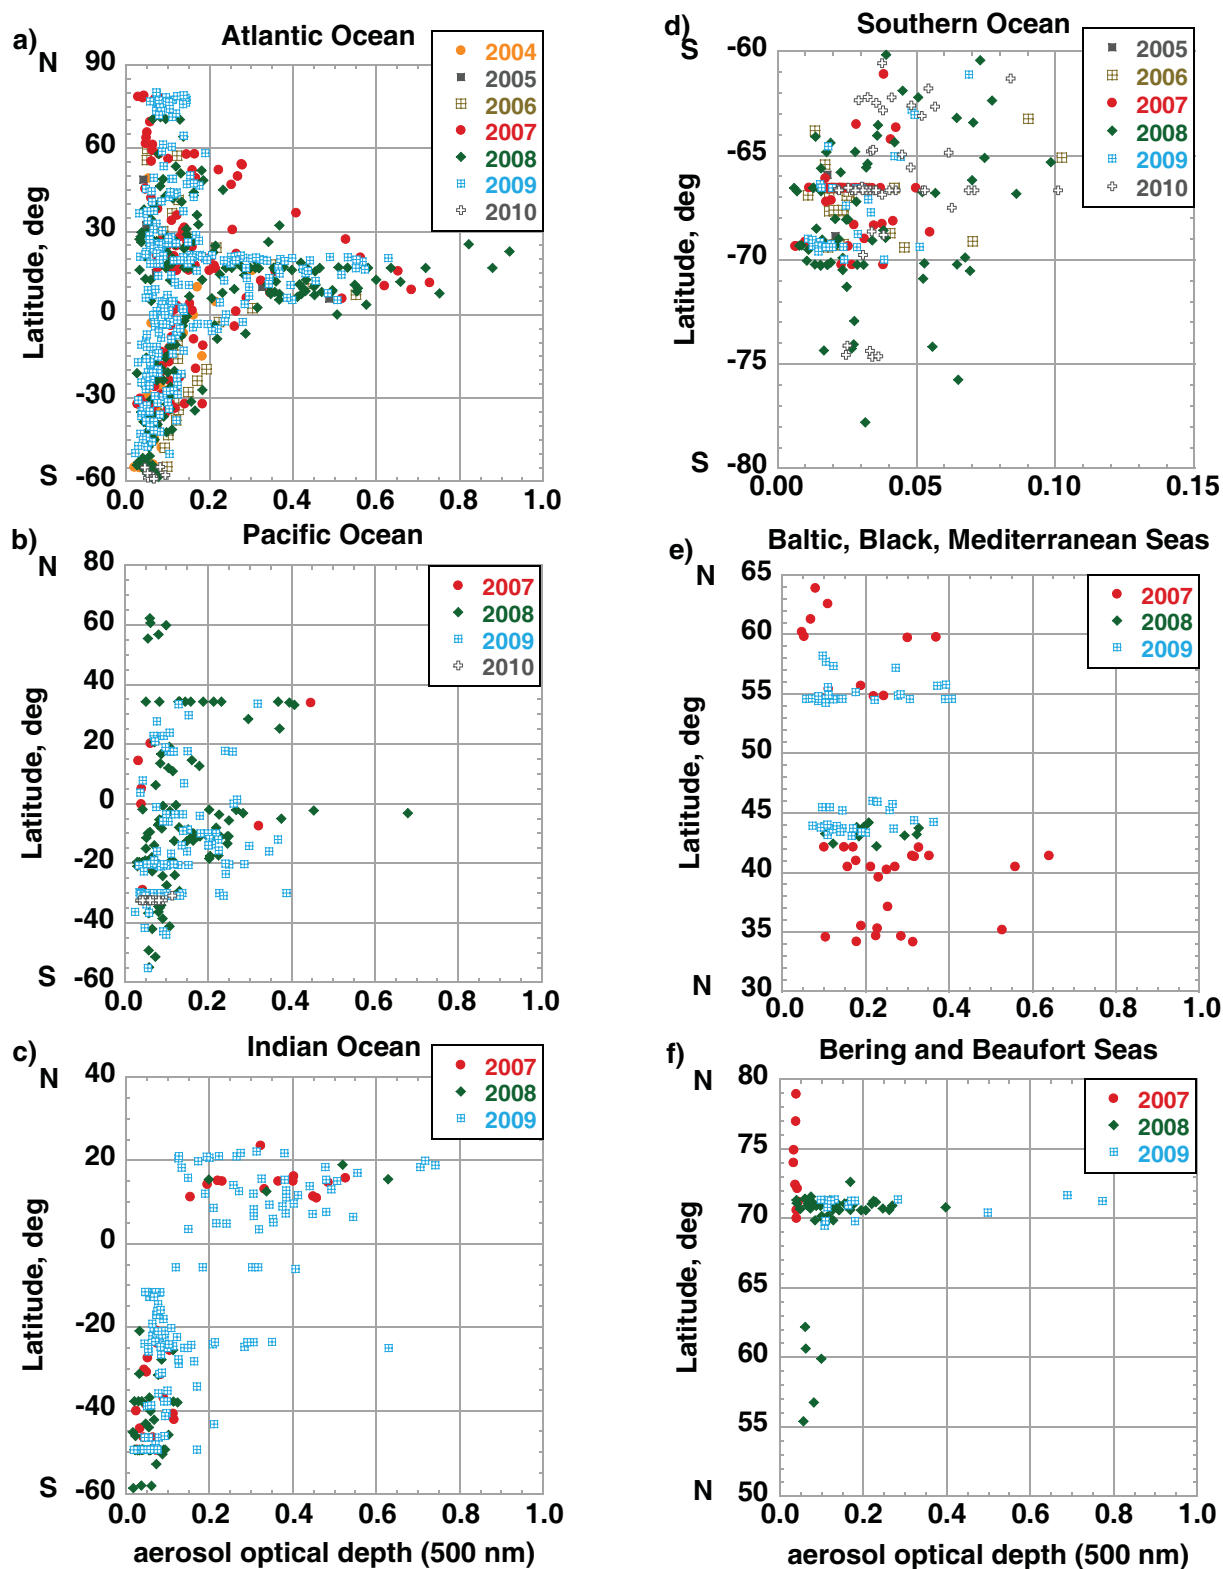 a)
Atlantic Ocean
N
2004
2005
2006
2007
2008
2009
2010
90
60
30
0
-30
-60
S
Latitude, deg
0.0 0.2 0.4 0.6 0.8 1.0
b)
Pacific Ocean
N
2007
2008
2009
2010
80
60
40
20
0
-20
-40
-60
S
Latitude, deg
0.0 0.2 0.4 0.6 0.8 1.0
c)
Indian Ocean
N
2007
2008
2009
40
20
0
-20
-40
-60
S
Latitude, deg
0.0 0.2 0.4 0.6 0.8 1.0
aerosol optical depth (500 nm)
d)
Southern Ocean
S
2005
2006
2007
2008
2009
2010
-60
-65
-70
-75
-80
S
Latitude, deg
0.00 0.05 0.10 0.15
e)
Baltic, Black, Mediterranean Seas
N
2007
2008
2009
65
60
55
50
45
40
35
30
N
Latitude, deg
0.0 0.2 0.4 0.6 0.8 1.0
f)
Bering and Beaufort Seas
N
2007
2008
2009
80
75
70
65
60
55
50
N
Latitude, deg
0.0 0.2 0.4 0.6 0.8 1.0
aerosol optical depth (500 nm)